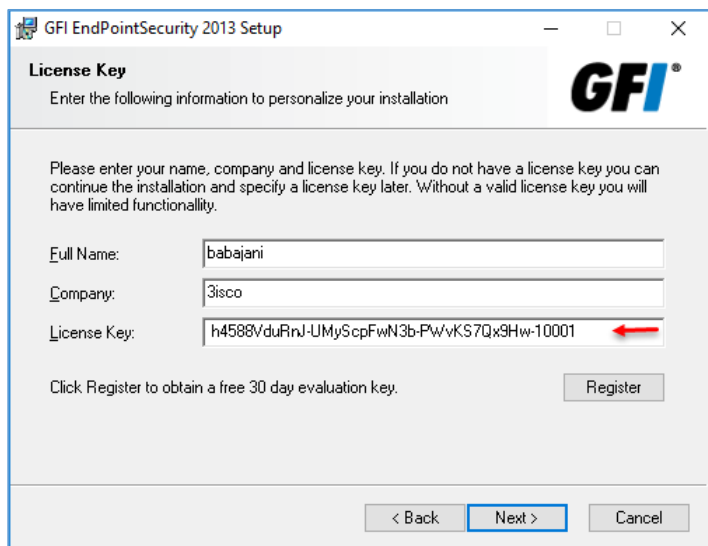 GFI EndPointSecurity 2013 Setup
License Key
Enter the following information to personalize your installation
GFI®
Please enter your name, company and license key. If you do not have a license key you can
continue the installation and specify a license key later. Without a valid license key you will
have limited functionallity.
Full Name: babajani
Company: 3isco
License Key: h4588VduRnJ-UMyScpFwN3b-PWvKS7Qx9Hw-10001
Click Register to obtain a free 30 day evaluation key. Register
< Back Next > Cancel